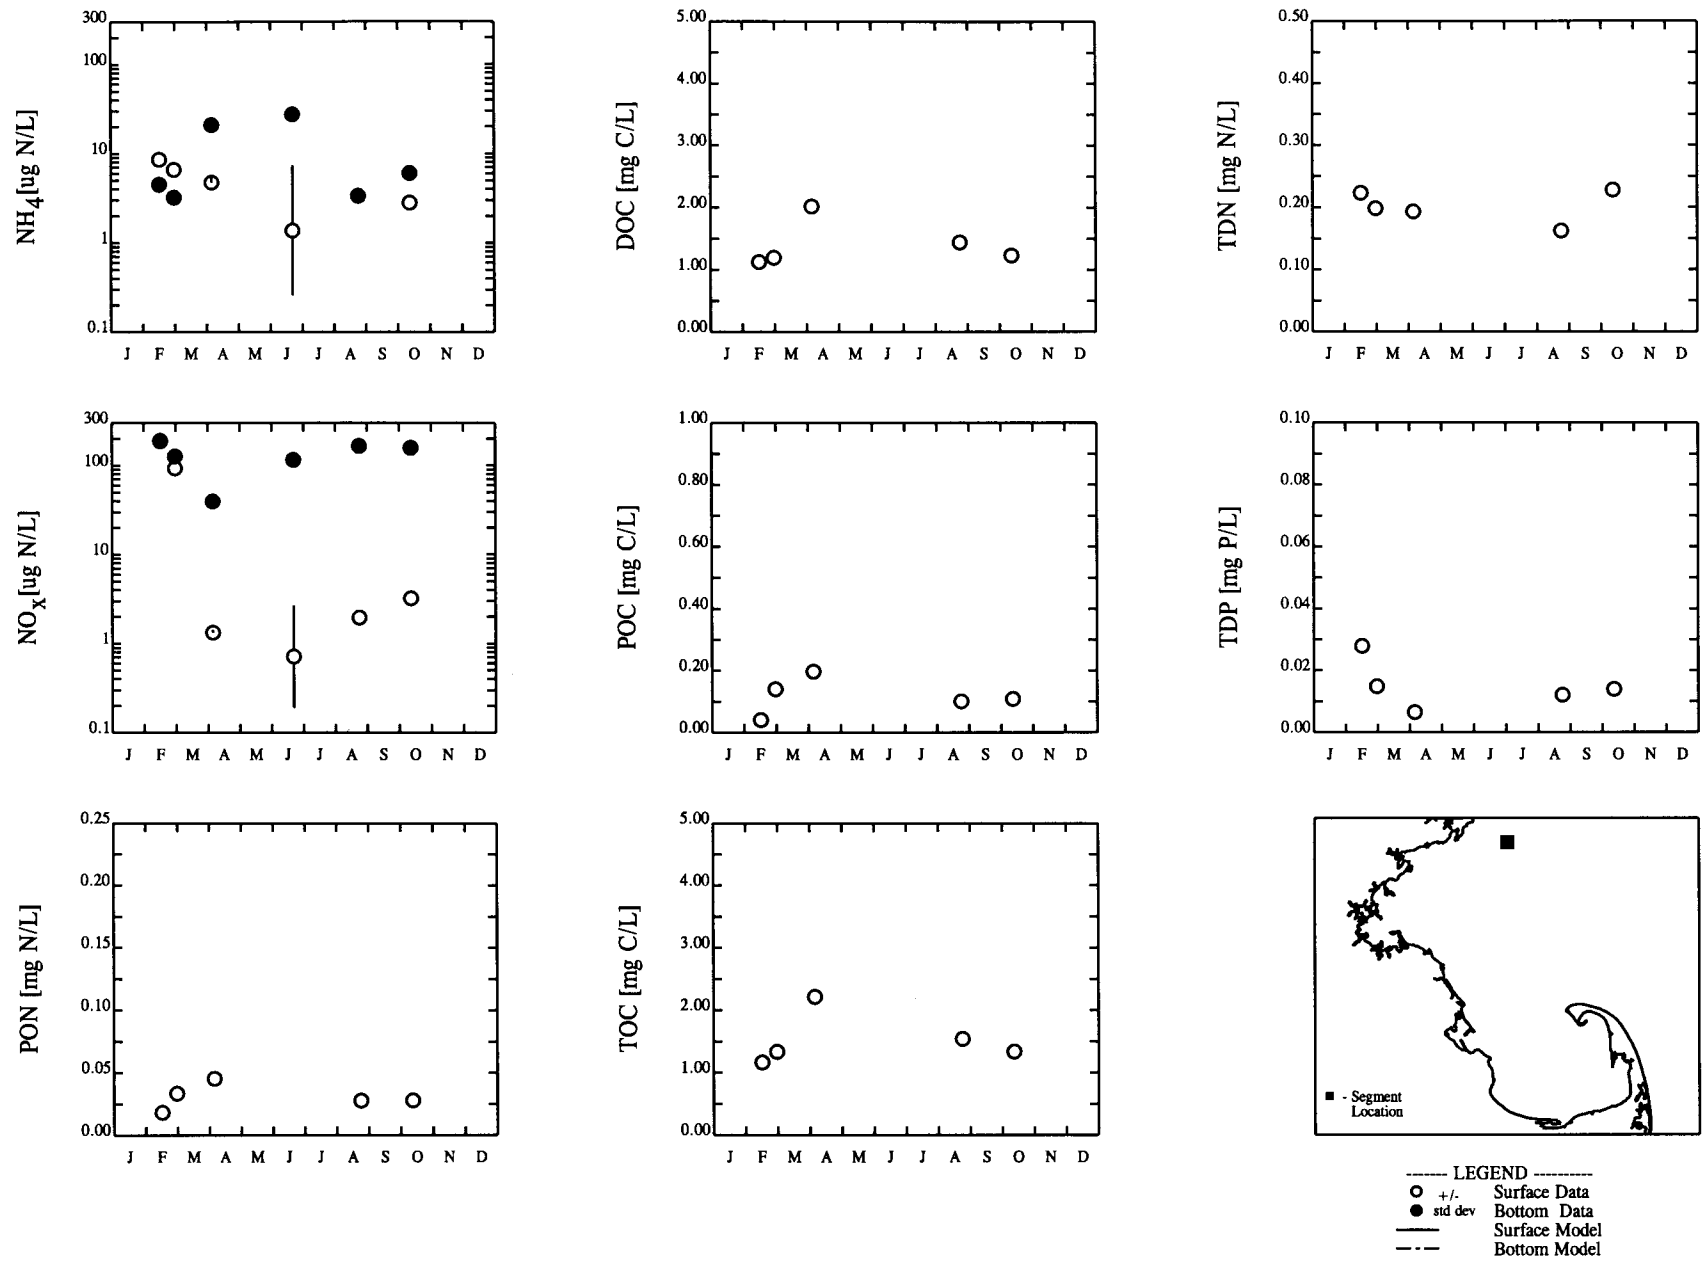 300
100
10
1
0.1
NH4[ug N/L]
J F M A M J J A S O N D
5.00
4.00
3.00
2.00
1.00
0.00
DOC [mg C/L]
J F M A M J J A S O N D
0.50
0.40
0.30
0.20
0.10
0.00
TDN [mg N/L]
J F M A M J J A S O N D
300
100
10
1
0.1
NOx[ug N/L]
J F M A M J J A S O N D
1.00
0.80
0.60
0.40
0.20
0.00
POC [mg C/L]
J F M A M J J A S O N D
0.10
0.08
0.06
0.04
0.02
0.00
TDP [mg P/L]
J F M A M J J A S O N D
0.25
0.20
0.15
0.10
0.05
0.00
PON [mg N/L]
J F M A M J J A S O N D
5.00
4.00
3.00
2.00
1.00
0.00
TOC [mg C/L]
J F M A M J J A S O N D
- Segment
Location
------- LEGEND ----------
+/- Surface Data
std dev Bottom Data
Surface Model
Bottom Model